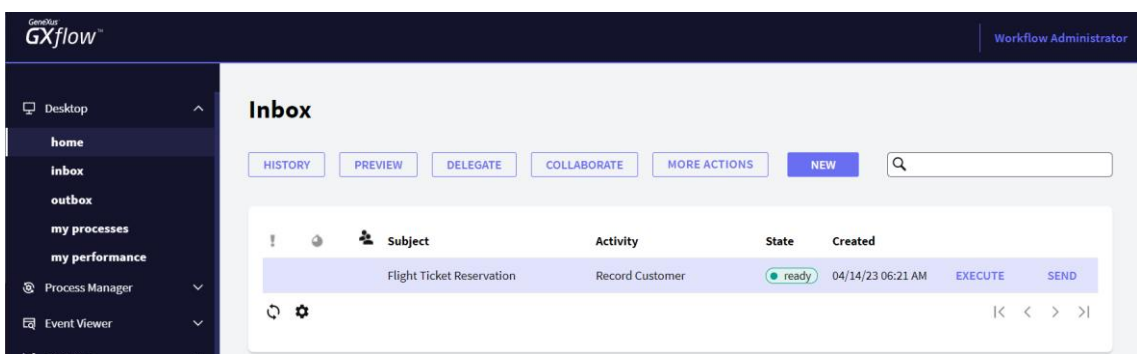 GeneXus
GXflow™
Workflow Administrator
Desktop
home
inbox
outbox
my processes
my performance
Process Manager
Event Viewer
Inbox
HISTORY PREVIEW DELEGATE COLLABORATE MORE ACTIONS NEW
! Subject Activity State Created
Flight Ticket Reservation Record Customer ready 04/14/23 06:21 AM EXECUTE SEND